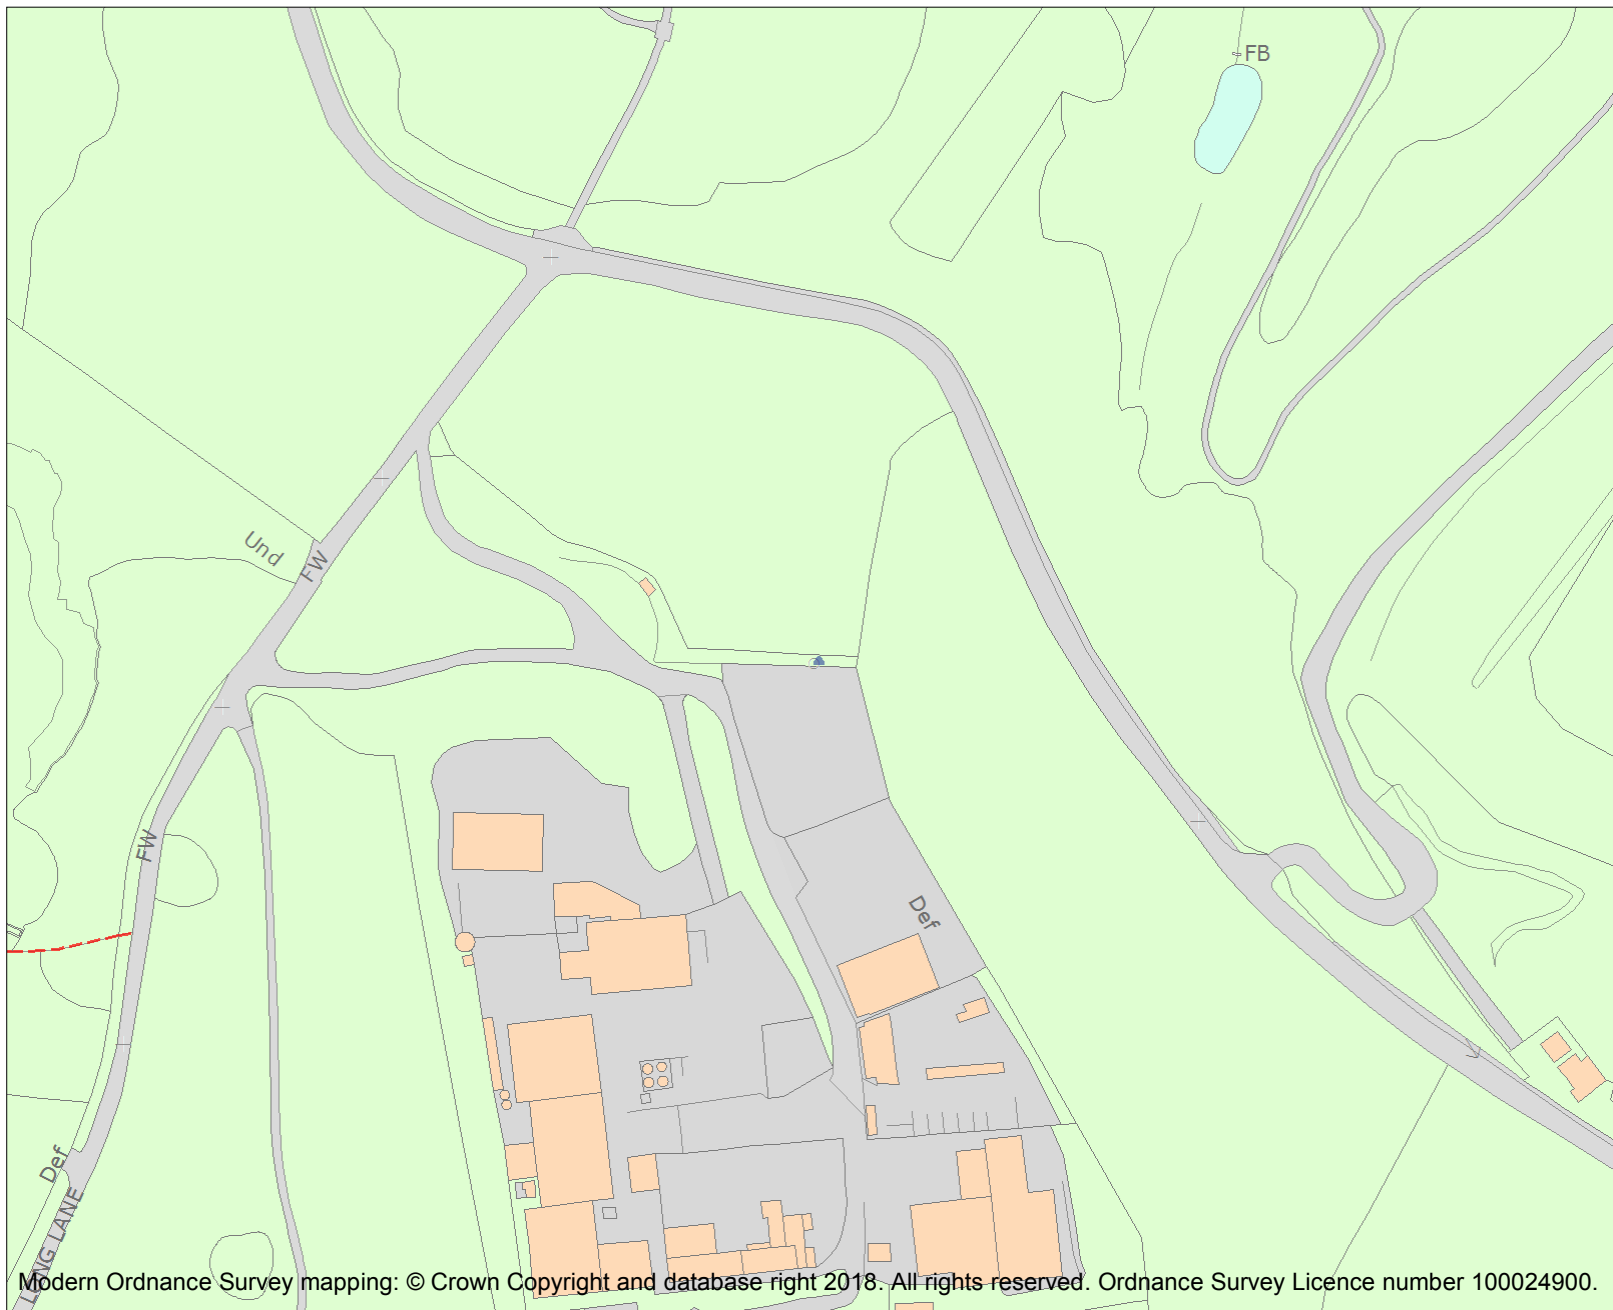 FB
Und
FW
FW
Def
Def
LONG LANE
Modern Ordnance Survey mapping: © Crown Copyright and database right 2018. All rights reserved. Ordnance Survey Licence number 100024900.